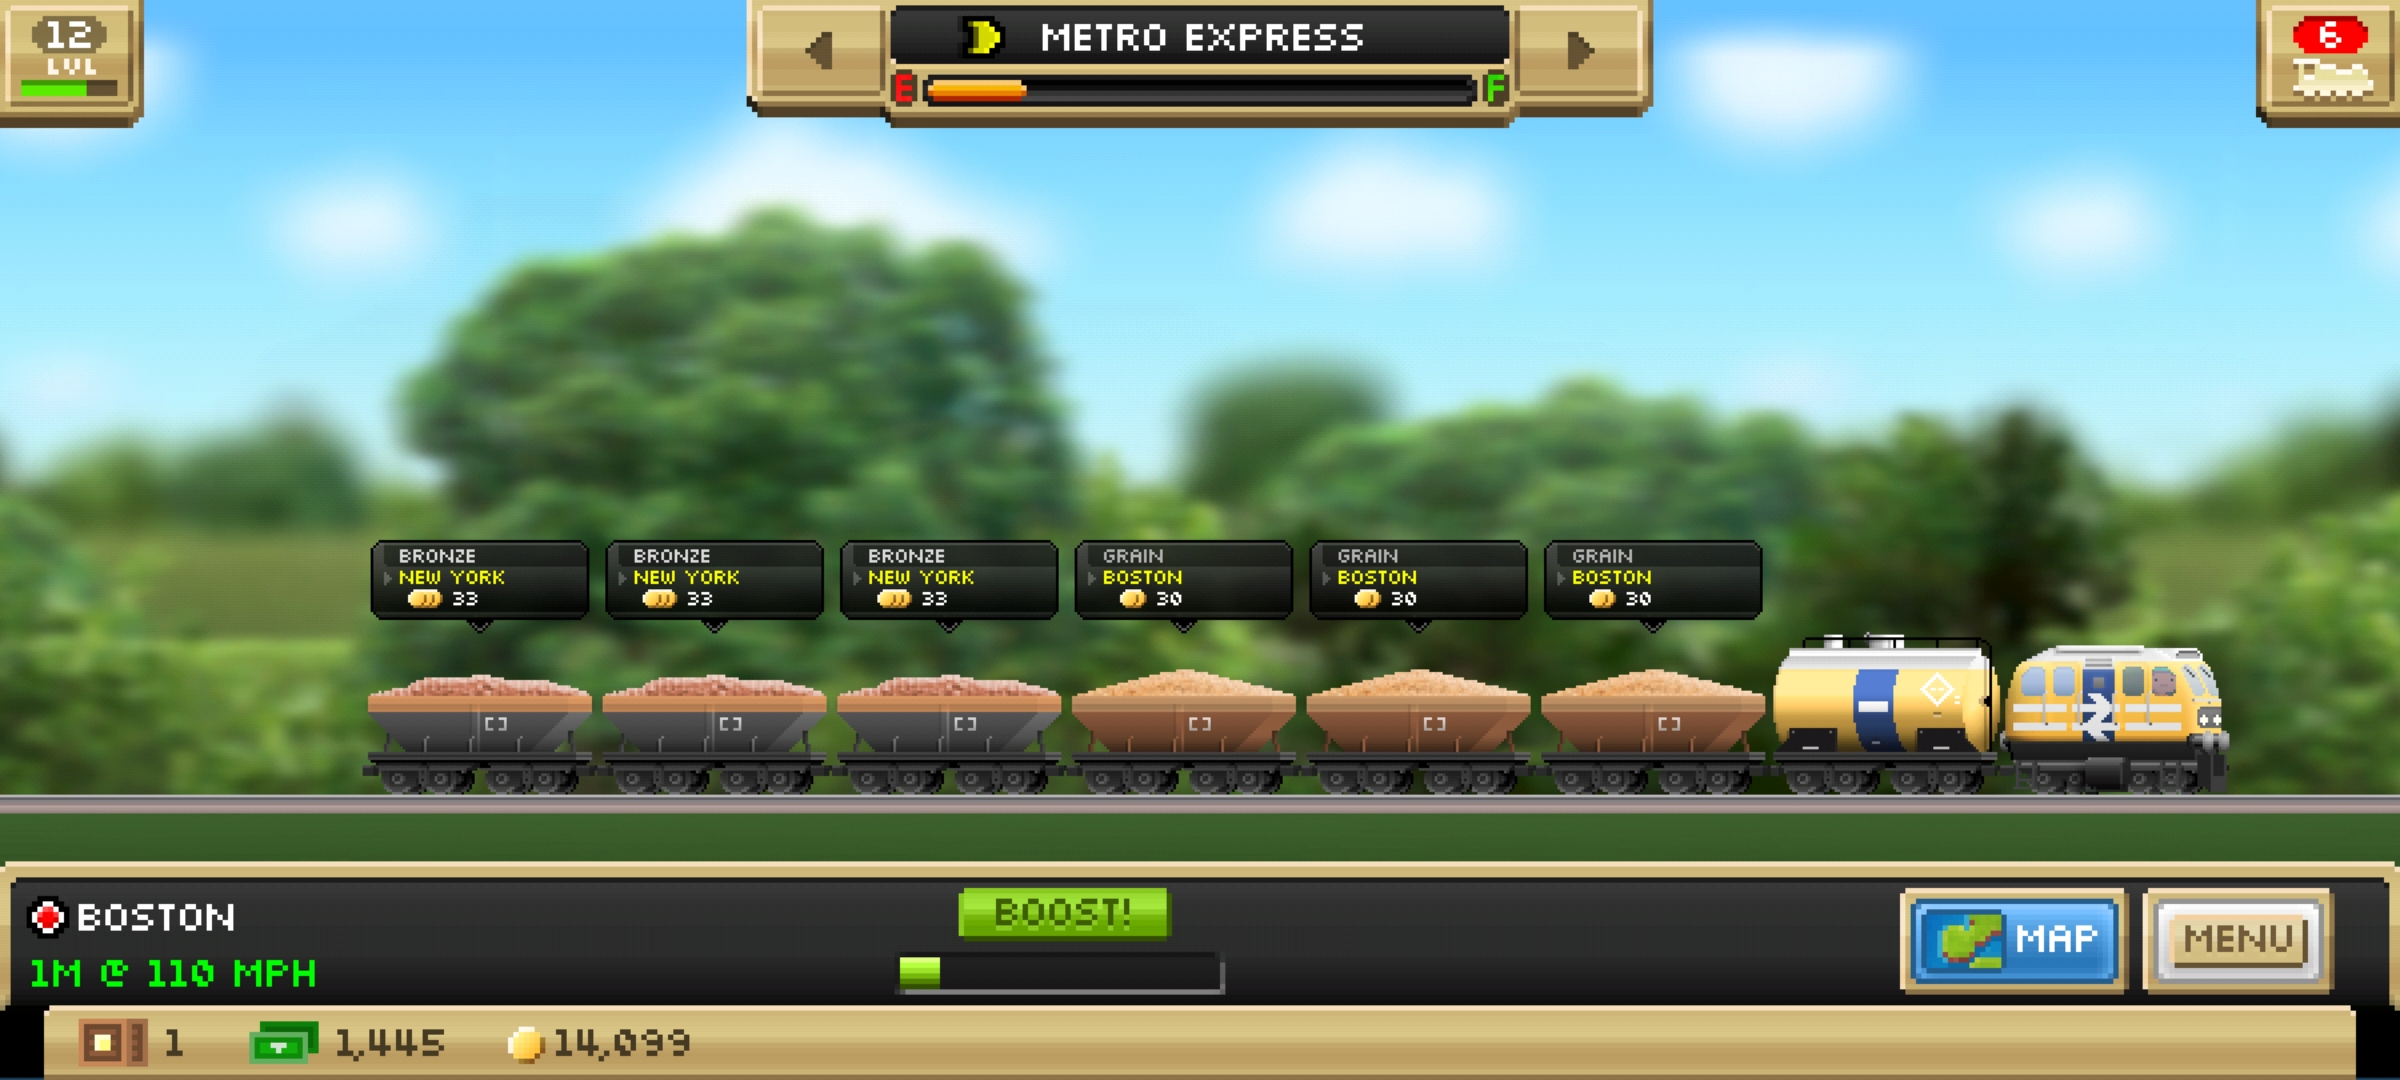 12
LVL
METRO EXPRESS
E
F
6
BRONZE
NEW YORK
33
BRONZE
NEW YORK
33
BRONZE
NEW YORK
33
GRAIN
BOSTON
30
GRAIN
BOSTON
30
GRAIN
BOSTON
30
BOSTON
1M @ 110 MPH
BOOST!
MAP
MENU
1
1,445
14,099